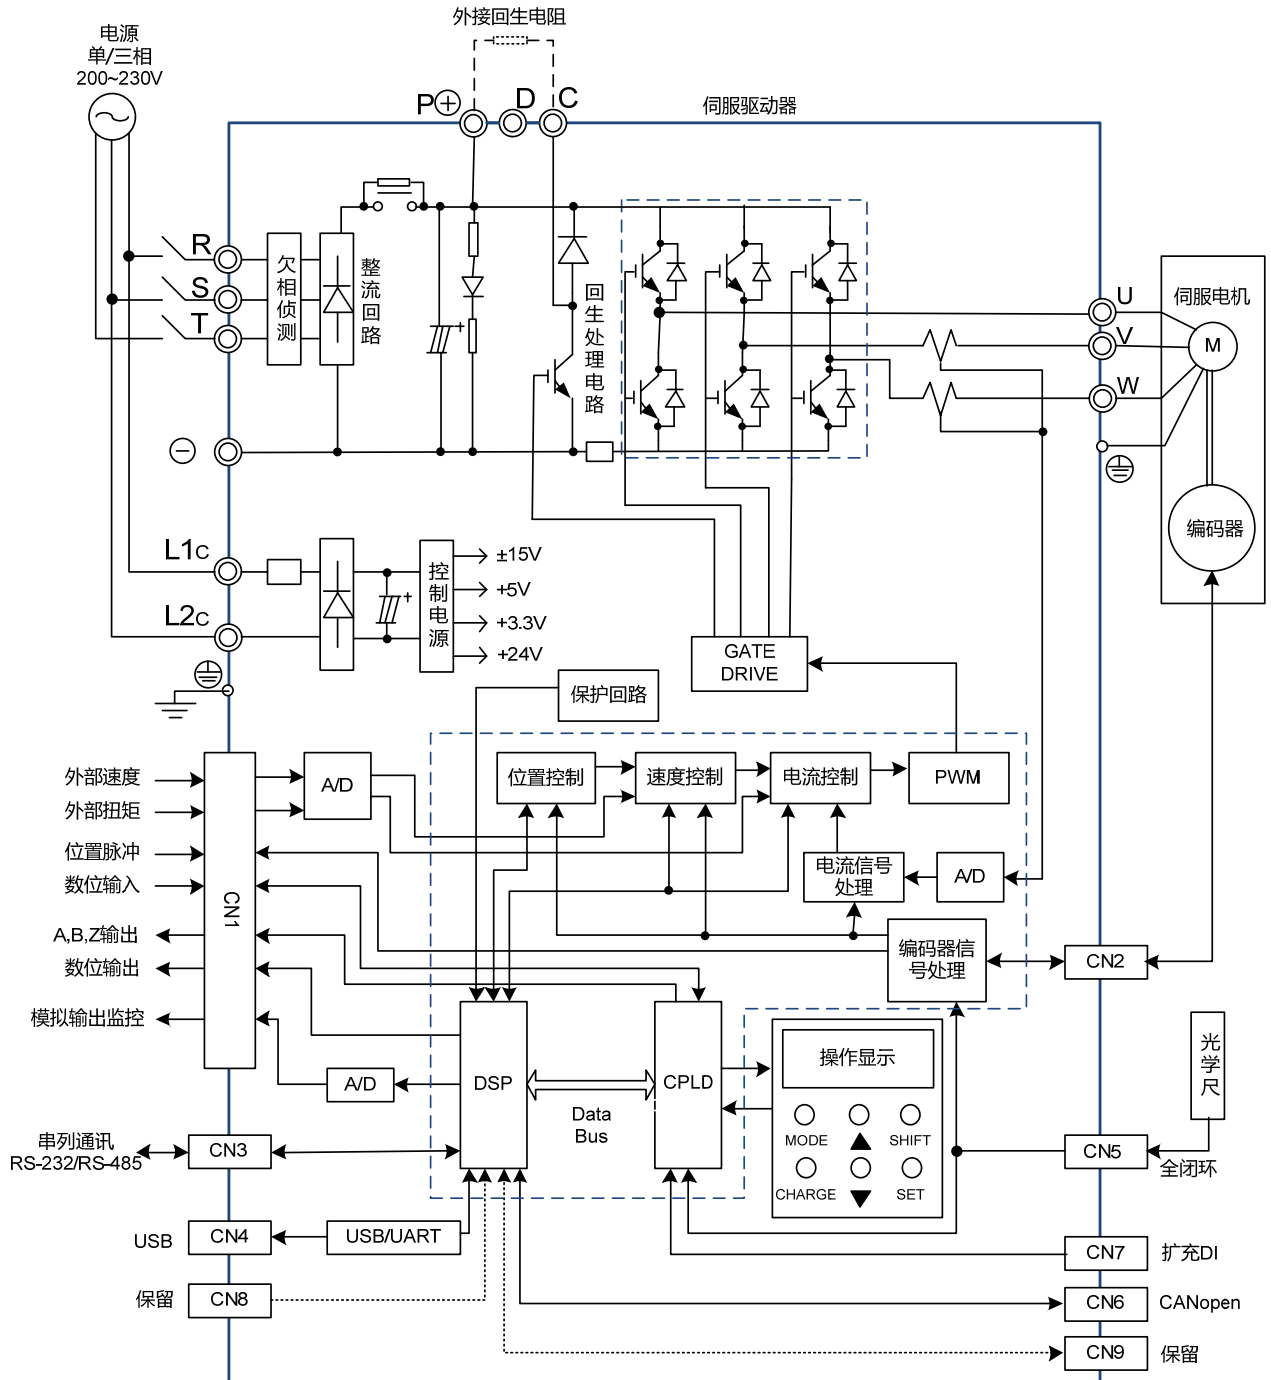 外接回生电阻
电源
单/三相
200~230V
P
D
C
伺服驱动器
R
S
T
欠相侦测
整流回路
回生处理电路
U
V
W
伺服电机
M
编码器
L1c
L2c
控制电源
±15V
+5V
+3.3V
+24V
GATE
DRIVE
保护回路
外部速度
外部扭矩
位置脉冲
数位输入
A,B,Z输出
数位输出
模拟输出监控
CN1
A/D
位置控制
速度控制
电流控制
PWM
电流信号
处理
A/D
编码器信
号处理
CN2
光学尺
DSP
CPLD
Data
Bus
A/D
操作显示
MODE
SHIFT
CHARGE
SET
串列通讯
RS-232/RS-485
CN3
CN5
全闭环
USB
CN4
USB/UART
CN7
扩充DI
保留
CN8
CN6
CANopen
CN9
保留